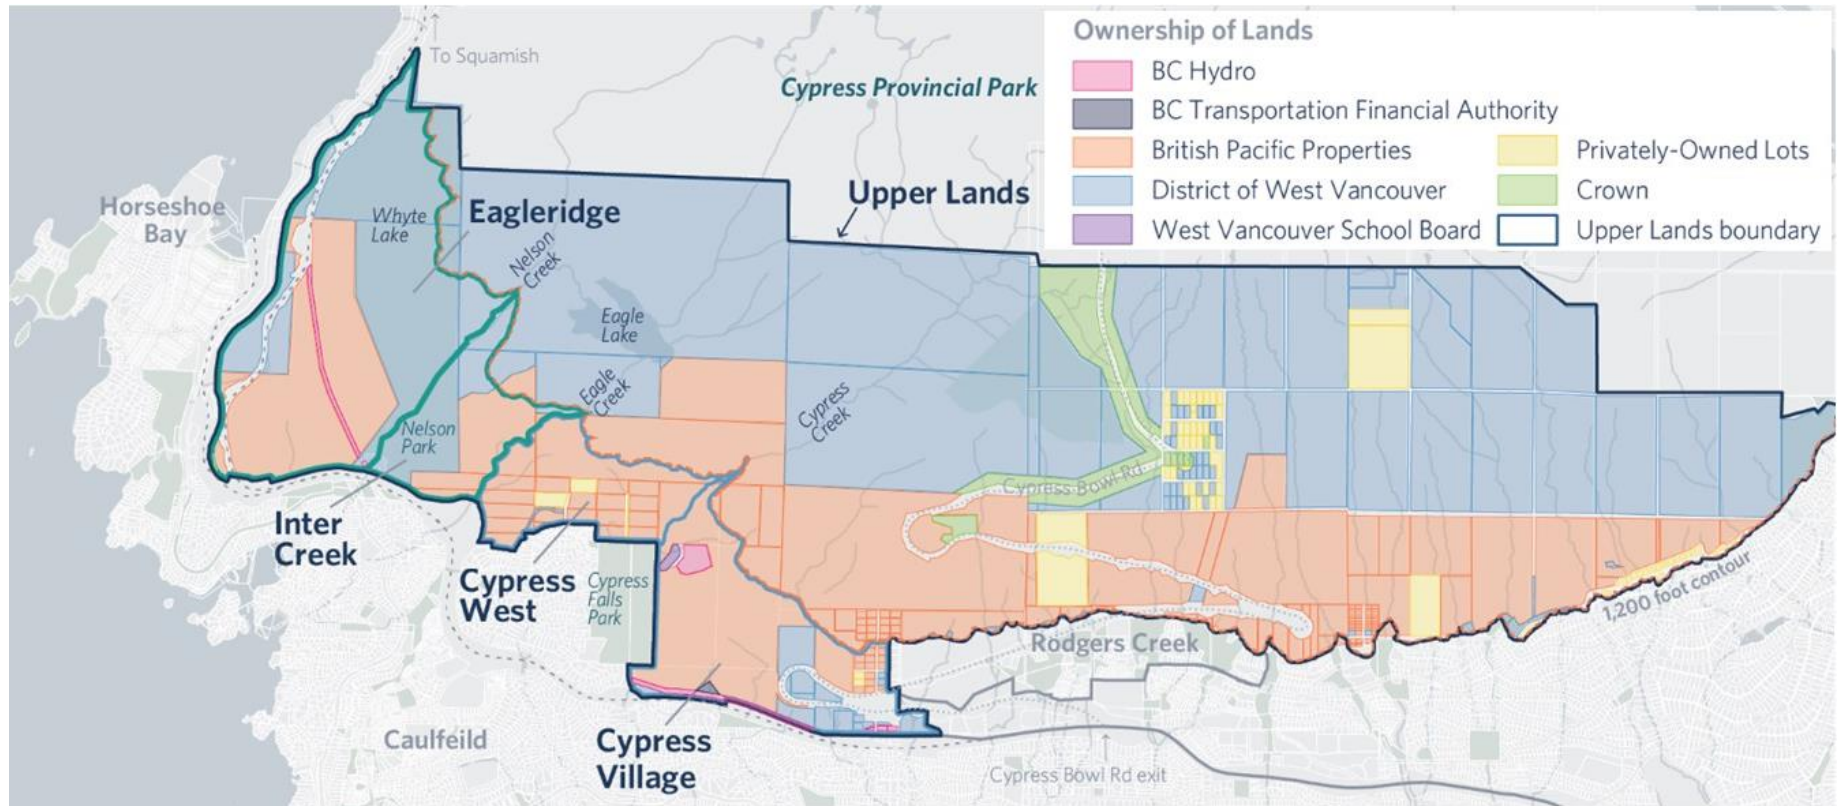 To Squamish
Cypress Provincial Park
Ownership of Lands
BC Hydro
BC Transportation Financial Authority
British Pacific Properties
Privately-Owned Lots
District of West Vancouver
Crown
West Vancouver School Board
Upper Lands boundary
Horseshoe
Bay
Whyte
Lake
Eagleridge
Upper Lands
Nelson
Creek
Eagle
Lake
Eagle
Creek
Cypress
Creek
Nelson
Park
Cypress Bowl Rd
Inter
Creek
Cypress
West
Cypress
Falls
Park
1,200 foot contour
Rodgers Creek
Caulfeild
Cypress
Village
Cypress Bowl Rd exit